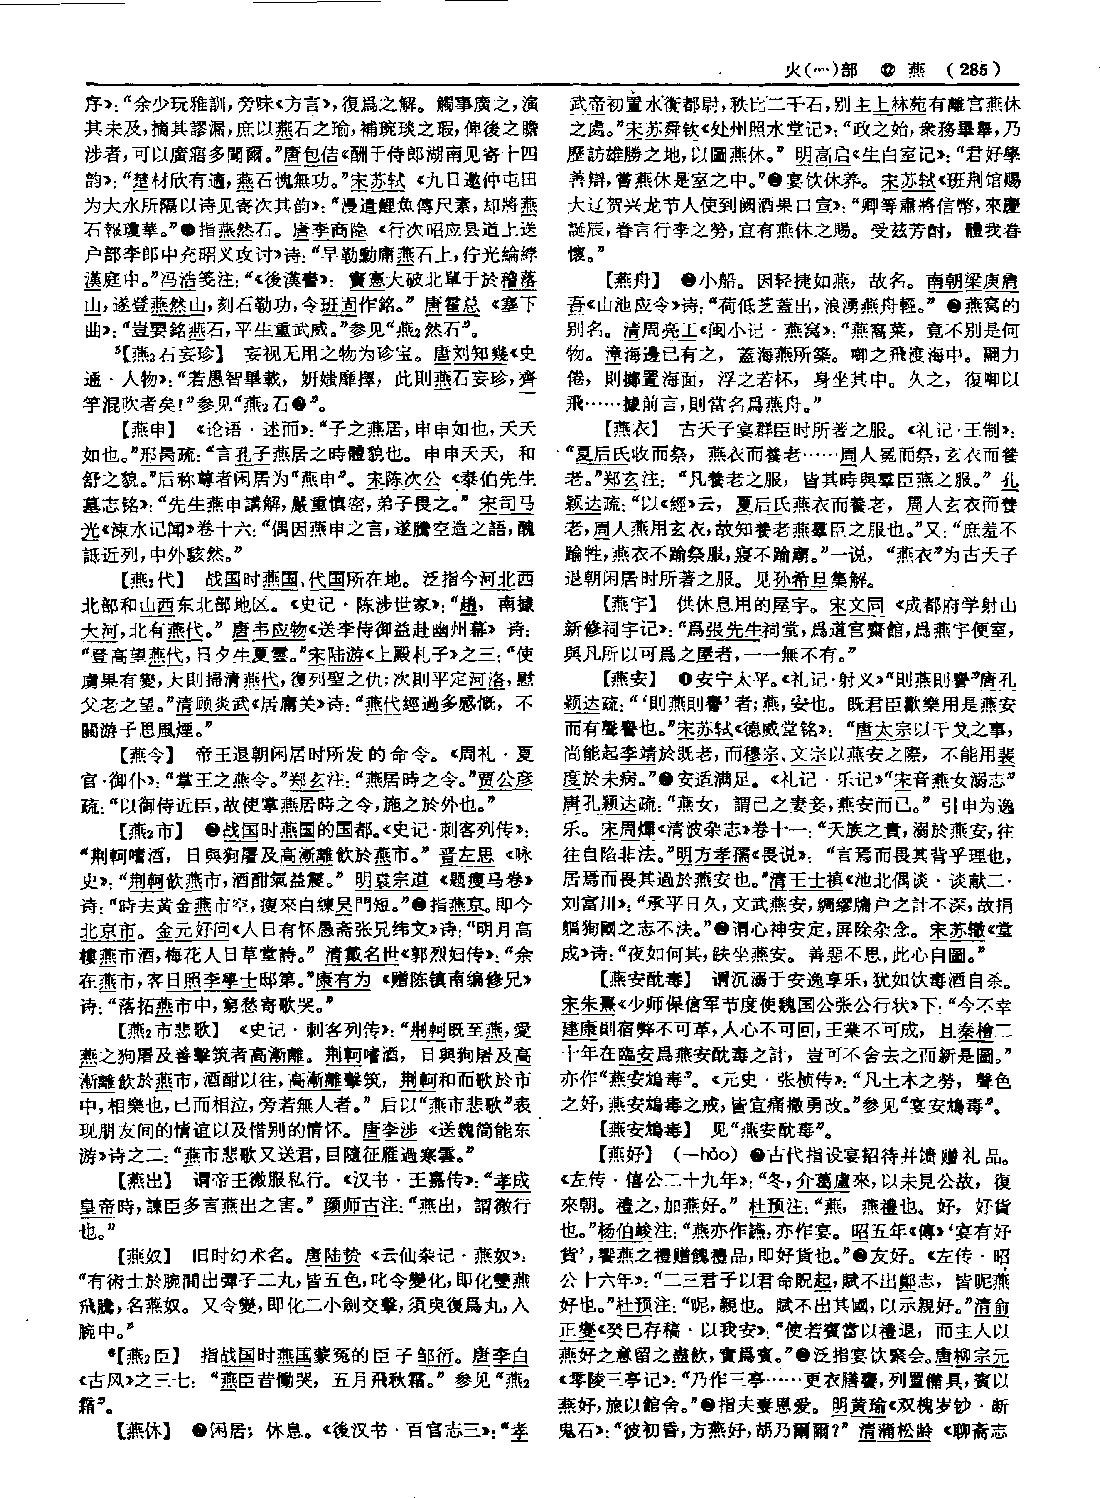 火(灬)部 ⑫ 燕 (285)
序》:“余少玩雅訓,旁味《方言》,復爲之解。觸事廣之,演
其未及,摘其謬漏,庶以燕石之瑜,補琬琰之瑕,俾後之瞻
涉者,可以廣寤多聞爾。”唐包佶《酬于侍郎湖南见寄十四
韵》:“楚材欣有適,燕石愧無功。”宋苏轼《九日邀仲屯田
为大水所隔以诗见寄次其韵》:“漫遣鯉魚傳尺素,却將燕
石報瓊華。”❷指燕然石。唐李商隐《行次昭应县道上送
户部李郎中充昭义攻讨》诗:“早勒勳庸燕石上,佇光綸綍
漢庭中。”冯浩笺注:“《後漢書》:竇憲大破北單于於稽落
山,遂登燕然山,刻石勒功,令班固作銘。”唐霍总《塞下
曲》:“豈要銘燕石,平生重武威。”参见“燕₂然石”。
【燕₂石妄珍】 妄视无用之物为珍宝。唐刘知幾《史
通·人物》:“若愚智畢載,妍媸靡擇,此則燕石妄珍,齊
竽混吹者矣!”参见“燕₂石❶”。
【燕申】 《论语·述而》:“子之燕居,申申如也,夭夭
如也。”邢昺疏:“言孔子燕居之時體貌也。申申夭夭,和
舒之貌。”后称尊者闲居为“燕申”。宋陈次公《泰伯先生
墓志铭》:“先生燕申講解,嚴重慎密,弟子畏之。”宋司马
光《涑水记闻》卷十六:“偶因燕申之言,遂騰空造之語,醜
詆近列,中外駭然。”
【燕₂代】 战国时燕国、代国所在地。泛指今河北西
北部和山西东北部地区。《史记·陈涉世家》:“趙,南據
大河,北有燕代。”唐韦应物《送李侍御益赴幽州幕》诗:
“登高望燕代,日夕生夏雲。”宋陆游《上殿札子》之三:“使
虜果有變,大則掃清燕代,復列聖之仇;次則平定河洛,慰
父老之望。”清顾炎武《居庸关》诗:“燕代經過多感慨,不
關游子思風煙。”
【燕令】 帝王退朝闲居时所发的命令。《周礼·夏
官·御仆》:“掌王之燕令。”郑玄注:“燕居時之令。”贾公彦
疏:“以御侍近臣,故使掌燕居時之令,施之於外也。”
【燕₂市】 ❶战国时燕国的国都。《史记·刺客列传》:
“荆軻嗜酒,日與狗屠及高漸離飲於燕市。”晋左思《咏
史》:“荆軻飲燕市,酒酣氣益震。”明袁宗道《题瘦马卷》
诗:“時去黃金燕市空,瘦來白練吴門短。”❷指燕京。即今
北京市。金元好问《人日有怀愚斋张兄纬文》诗:“明月高
樓燕市酒,梅花人日草堂詩。”清戴名世《郭烈妇传》:“余
在燕市,客日照李學士邸第。”康有为《赠陈镇南编修兄》
诗:“落拓燕市中,窮愁寄歌哭。”
【燕₂市悲歌】 《史记·刺客列传》:“荆軻既至燕,愛
燕之狗屠及善擊筑者高漸離。荆軻嗜酒,日與狗屠及高
漸離飲於燕市,酒酣以往,高漸離擊筑,荆軻和而歌於市
中,相樂也,已而相泣,旁若無人者。”后以“燕市悲歌”表
现朋友间的情谊以及惜别的情怀。唐李涉《送魏简能东
游》诗之二:“燕市悲歌又送君,目隨征雁過寒雲。”
【燕出】 谓帝王微服私行。《汉书·王嘉传》:“孝成
皇帝時,諫臣多言燕出之害。”颜师古注:“燕出,謂微行
也。”
【燕奴】 旧时幻术名。唐陆贽《云仙杂记·燕奴》:
“有術士於腕間出彈子二丸,皆五色,叱令變化,即化雙燕
飛騰,名燕奴。又令變,即化二小劍交擊,須臾復爲丸,入
腕中。”
【燕₂臣】 指战国时燕国蒙冤的臣子邹衍。唐李白
《古风》之三七:“燕臣昔慟哭,五月飛秋霜。”参见“燕₂
霜”。
【燕休】 ❶闲居;休息。《後汉书·百官志三》:“孝
武帝初置水衡都尉,秩比二千石,别主上林苑有離宫燕休
之處。”宋苏舜钦《处州照水堂记》:“政之始,衆務畢舉,乃
歷訪雄勝之地,以圖燕休。”明高启《生白室记》:“君好學
善辯,嘗燕休是室之中。”❷宴饮休养。宋苏轼《班荆馆赐
大辽贺兴龙节人使到阙酒果口宣》:“卿等肅將信幣,來慶
誕辰,眷言行李之勞,宜有燕休之賜。受兹芳酎,體我眷
懷。”
【燕舟】 ❶小船。因轻捷如燕,故名。南朝梁庾肩
吾《山池应令》诗:“荷低芝蓋出,浪湧燕舟輕。”❷燕窝的
别名。清周亮工《闽小记·燕窝》:“燕窩菜,竟不别是何
物。漳海邊已有之,蓋海燕所築。啣之飛渡海中。翮力
倦,則擲置海面,浮之若杯,身坐其中。久之,復啣以
飛……據前言,則當名爲燕舟。”
【燕衣】 古天子宴群臣时所著之服。《礼记·王制》:
“夏后氏收而祭,燕衣而養老……周人冕而祭,玄衣而養
老。”郑玄注:“凡養老之服,皆其時與羣臣燕之服。”孔
颖达疏:“以《經》云,夏后氏燕衣而養老,周人玄衣而養
老,周人燕用玄衣,故知養老燕羣臣之服也。”又:“庶羞不
踰牲,燕衣不踰祭服,寢不踰廟。”一说,“燕衣”为古天子
退朝闲居时所著之服。见孙希旦集解。
【燕宇】 供休息用的屋宇。宋文同《成都府学射山
新修祠宇记》:“爲張先生祠堂,爲道宮齋館,爲燕宇便室,
與凡所以可爲之屋者,一一無不有。”
【燕安】 ❶安宁太平。《礼记·射义》“則燕則譽”唐孔
颖达疏:“‘則燕則譽’者;燕,安也。既君臣歡樂用是燕安
而有聲譽也。”宋苏轼《德威堂铭》:“唐太宗以干戈之事,
尚能起李靖於既老,而穆宗、文宗以燕安之際,不能用裴
度於未病。”❷安适满足。《礼记·乐记》“宋音燕女溺志”
唐孔颖达疏:“燕女,謂己之妻妾,燕安而已。”引申为逸
乐。宋周煇《清波杂志》卷十一:“天族之貴,溺於燕安,往
往自陷非法。”明方孝孺《畏说》:“言焉而畏其背乎理也,
居焉而畏其過於燕安也。”清王士禛《池北偶谈·谈献二·
刘富川》:“承平日久,文武燕安,綢繆牖户之計不深,故捐
軀狥國之志不决。”❸谓心神安定,屏除杂念。宋苏辙《堂
成》诗:“夜如何其,趺坐燕安。善惡不思,此心自圓。”
【燕安酖毒】 谓沉溺于安逸享乐,犹如饮毒酒自杀。
宋朱熹《少师保信军节度使魏国公张公行状》下:“今不幸
建康則宿弊不可革,人心不可回,王業不可成,且秦檜二
十年在臨安爲燕安酖毒之計,豈可不舍去之而新是圖。”
亦作“燕安鴆毒”。《元史·张桢传》:“凡土木之勞,聲色
之好,燕安鴆毒之戒,皆宜痛撤勇改。”参见“宴安鴆毒”。
【燕安鴆毒】 见“燕安酖毒”。
【燕好】 (—hǎo) ❶古代指设宴招待并馈赠礼品。
《左传·僖公二十九年》:“冬,介葛盧來,以未見公故,復
來朝。禮之,加燕好。”杜预注:“燕,燕禮也。好,好貨
也。”杨伯峻注:“燕亦作讌,亦作宴。昭五年《傳》‘宴有好
貨’,饗燕之禮贈餽禮品,即好貨也。”❷友好。《左传·昭
公十六年》:“二三君子以君命貺起,賦不出鄭志,皆昵燕
好也。”杜预注:“昵,親也。賦不出其國,以示親好。”清俞
正燮《癸巳存稿·以我安》:“使若賓當以禮退,而主人以
燕好之意留之盡飲,實爲賓。”❸泛指宴饮聚会。唐柳宗元
《零陵三亭记》:“乃作三亭……更衣膳饔,列置備具,賓以
燕好,旅以館舍。”❹指夫妻恩爱。明黄瑜《双槐岁钞·断
鬼石》:“彼初昏,方燕好,胡乃爾爾?”清蒲松龄《聊斋志